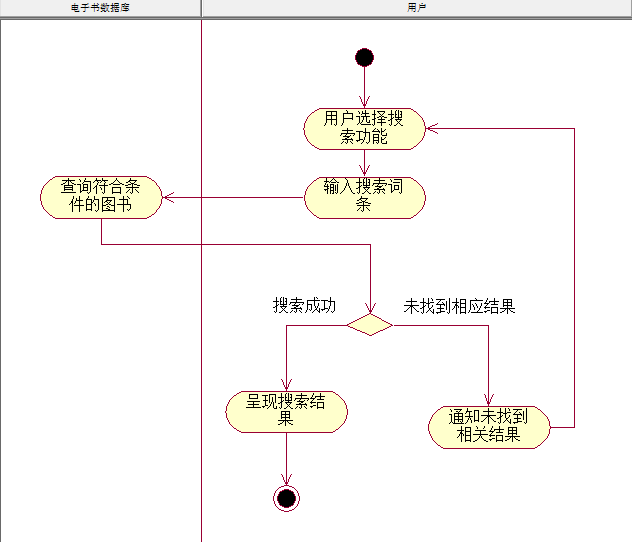 电子书数据库
用户
用户选择搜
索功能
输入搜索词
条
查询符合条
件的图书
搜索成功
未找到相应结果
呈现搜索结
果
通知未找到
相关结果